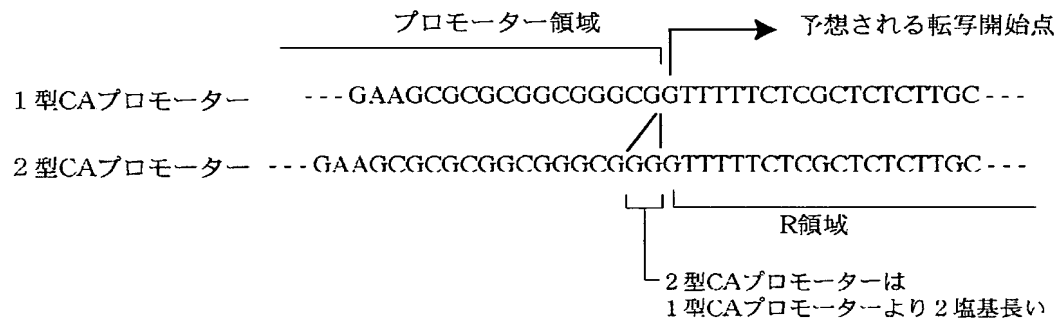 プロモーター領域
予想される転写開始点
1型CAプロモーター ---GAAGCGCGCGGCGGGCGGTTTTTCTCGCTCTCTTGC---
2型CAプロモーター ---GAAGCGCGCGGCGGGCGGGGTTTTTCTCGCTCTCTTGC---
R領域
2型CAプロモーターは
1型CAプロモーターより2塩基長い